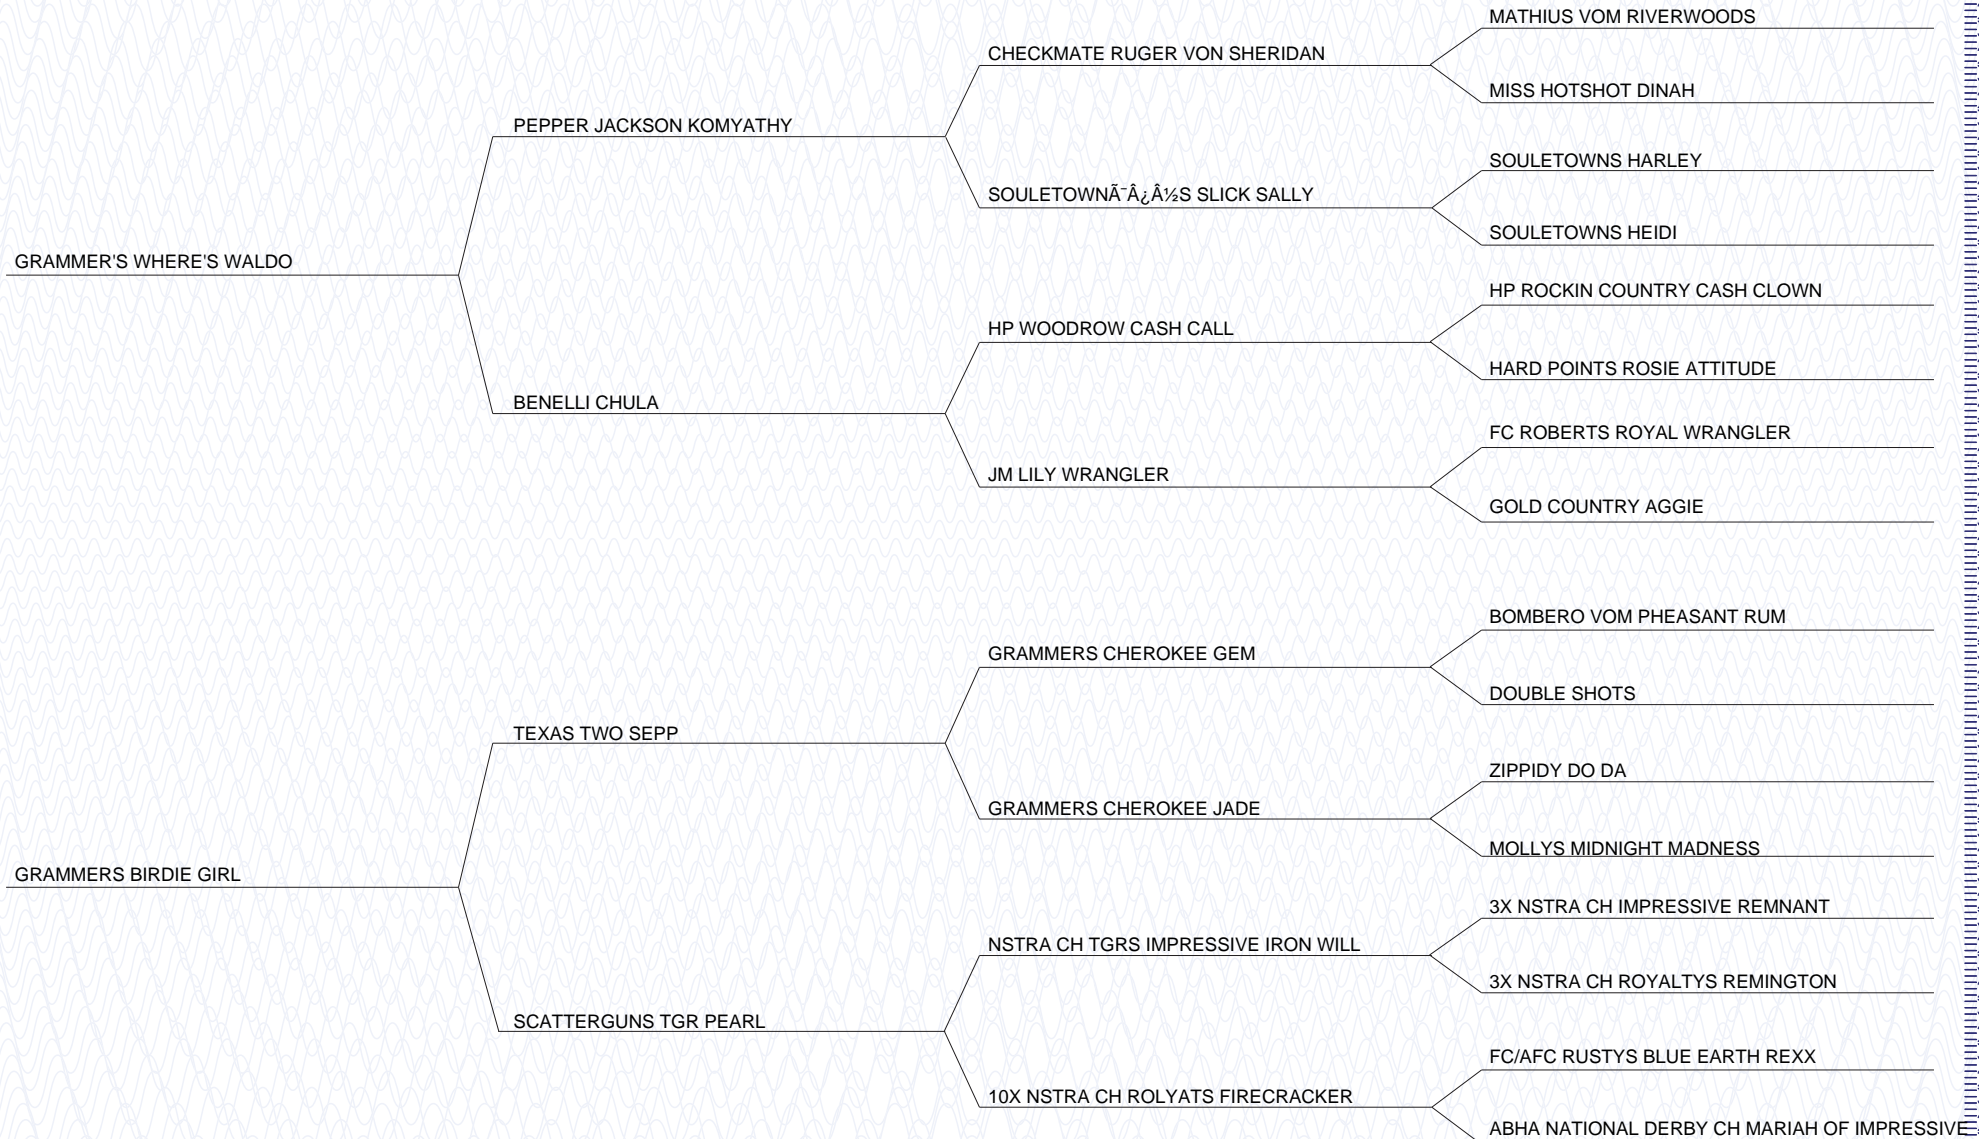 MATHIUS VOM RIVERWOODS
CHECKMATE RUGER VON SHERIDAN
MISS HOTSHOT DINAH
PEPPER JACKSON KOMYATHY
SOULETOWNS HARLEY
SOULETOWNÃ¯Â¿Â½S SLICK SALLY
SOULETOWNS HEIDI
GRAMMER'S WHERE'S WALDO
HP ROCKIN COUNTRY CASH CLOWN
HP WOODROW CASH CALL
HARD POINTS ROSIE ATTITUDE
BENELLI CHULA
FC ROBERTS ROYAL WRANGLER
JM LILY WRANGLER
GOLD COUNTRY AGGIE
BOMBERO VOM PHEASANT RUM
GRAMMERS CHEROKEE GEM
DOUBLE SHOTS
TEXAS TWO SEPP
ZIPPIDY DO DA
GRAMMERS CHEROKEE JADE
MOLLYS MIDNIGHT MADNESS
GRAMMERS BIRDIE GIRL
3X NSTRA CH IMPRESSIVE REMNANT
NSTRA CH TGRS IMPRESSIVE IRON WILL
3X NSTRA CH ROYALTYS REMINGTON
SCATTERGUNS TGR PEARL
FC/AFC RUSTYS BLUE EARTH REXX
10X NSTRA CH ROLYATS FIRECRACKER
ABHA NATIONAL DERBY CH MARIAH OF IMPRESSIVE